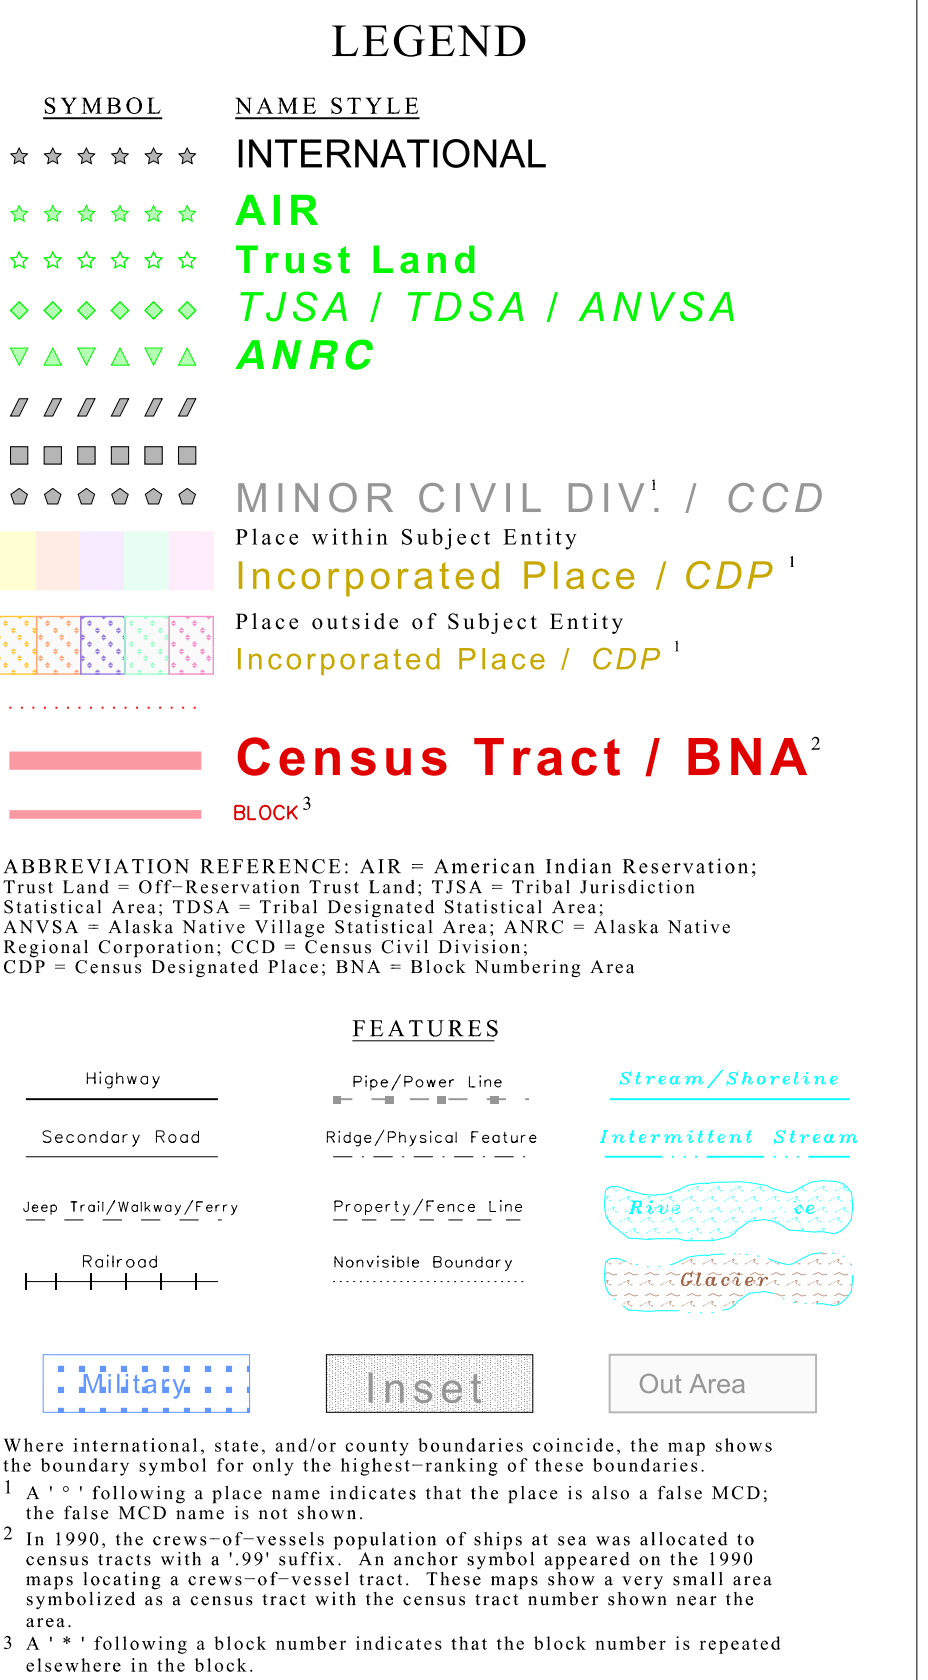 LEGEND
SYMBOL NAME STYLE
INTERNATIONAL
AIR
Trust Land
TJSA / TDSA / ANVSA
ANRC
MINOR CIVIL DIV.¹ / CCD
Place within Subject Entity
Incorporated Place / CDP ¹
Place outside of Subject Entity
Incorporated Place / CDP ¹
Census Tract / BNA²
BLOCK³
ABBREVIATION REFERENCE: AIR = American Indian Reservation;
Trust Land = Off−Reservation Trust Land; TJSA = Tribal Jurisdiction
Statistical Area; TDSA = Tribal Designated Statistical Area;
ANVSA = Alaska Native Village Statistical Area; ANRC = Alaska Native
Regional Corporation; CCD = Census Civil Division;
CDP = Census Designated Place; BNA = Block Numbering Area
FEATURES
Highway
Pipe/Power Line
Stream/Shoreline
Secondary Road
Ridge/Physical Feature
Intermittent Stream
Jeep Trail/Walkway/Ferry
Property/Fence Line
Railroad
Nonvisible Boundary
Glacier
Military
Inset
Out Area
Where international, state, and/or county boundaries coincide, the map shows
the boundary symbol for only the highest−ranking of these boundaries.
1 A ' ° ' following a place name indicates that the place is also a false MCD;
the false MCD name is not shown.
2 In 1990, the crews−of−vessels population of ships at sea was allocated to
census tracts with a '.99' suffix. An anchor symbol appeared on the 1990
maps locating a crews−of−vessel tract. These maps show a very small area
symbolized as a census tract with the census tract number shown near the
area.
3 A ' * ' following a block number indicates that the block number is repeated
elsewhere in the block.